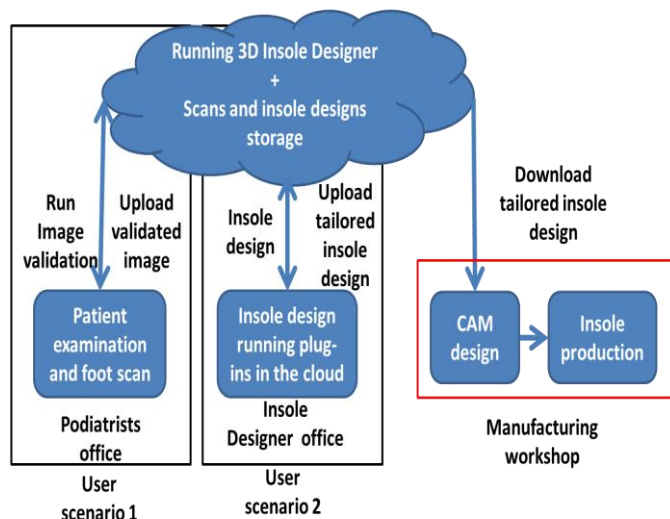 Running 3D Insole Designer
+
Scans and insole designs
storage
Run
Image
validation
Upload
validated
image
Insole
design
Upload
tailored
insole
design
Download
tailored insole
design
Patient
examination
and foot scan
Insole design
running plug-
ins in the cloud
CAM
design
Insole
production
Podiatrists
office
Insole
Designer office
Manufacturing
workshop
User
scenario 1
User
scenario 2